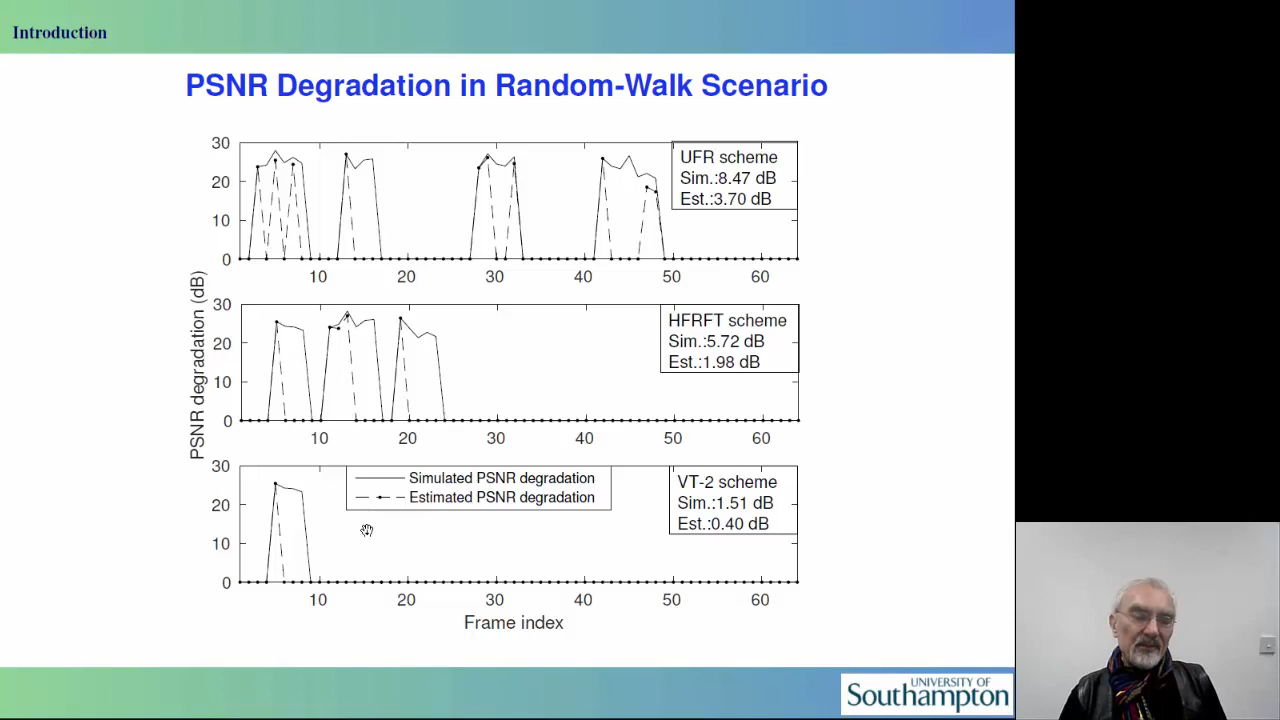 Introduction
PSNR Degradation in Random-Walk Scenario
PSNR degradation (dB)
30
20
10
0
UFR scheme
Sim.:8.47 dB
Est.:3.70 dB
10 20 30 40 50 60
30
20
10
0
HFRFT scheme
Sim.:5.72 dB
Est.:1.98 dB
10 20 30 40 50 60
30
20
10
0
Simulated PSNR degradation
Estimated PSNR degradation
VT-2 scheme
Sim.:1.51 dB
Est.:0.40 dB
10 20 30 40 50 60
Frame index
UNIVERSITY OF
Southampton